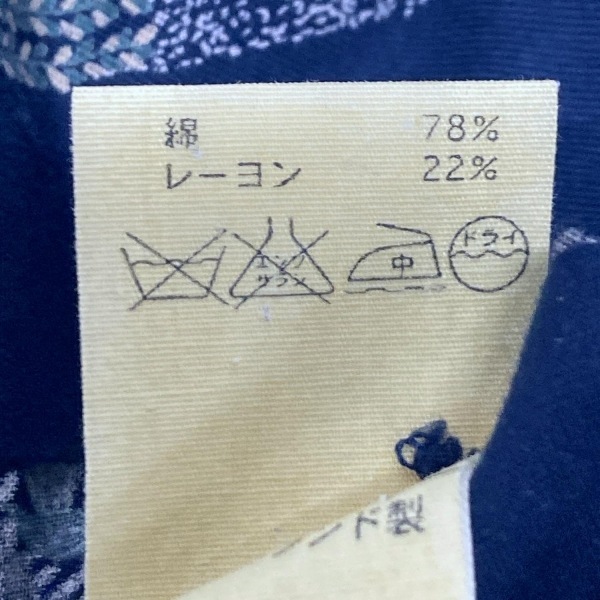 綿 78%
レーヨン 22%
エンソ
サラシ
中
ドライ
ンド製